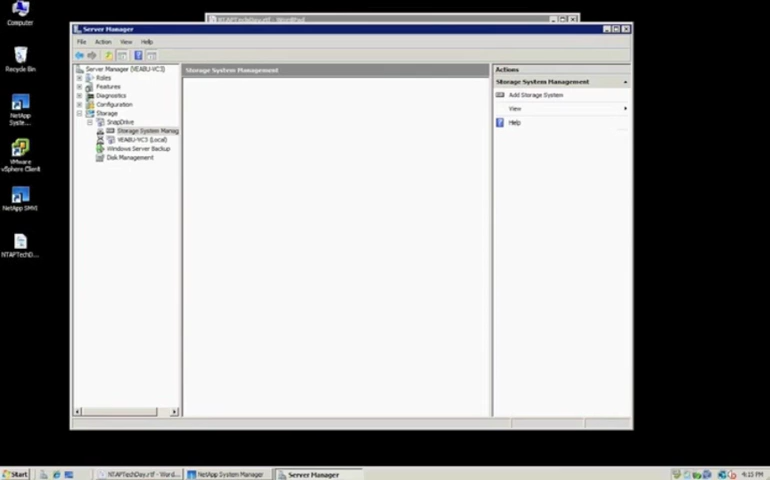 Computer
Recycle Bin
NetApp
Syste...
VMware
vSphere Client
NetApp SMVI
NTAPTechD...
NTAPTechDay.rtf - WordPad
Server Manager
File Action View Help
Server Manager (VEABU-VC3)
Roles
Features
Diagnostics
Configuration
Storage
SnapDrive
Storage System Manag
VEABU-VC3 (Local)
Windows Server Backup
Disk Management
Storage System Management
Actions
Storage System Management
Add Storage System
View
Help
Start
NTAPTechDay.rtf - Word...
NetApp System Manager
Server Manager
4:15 PM